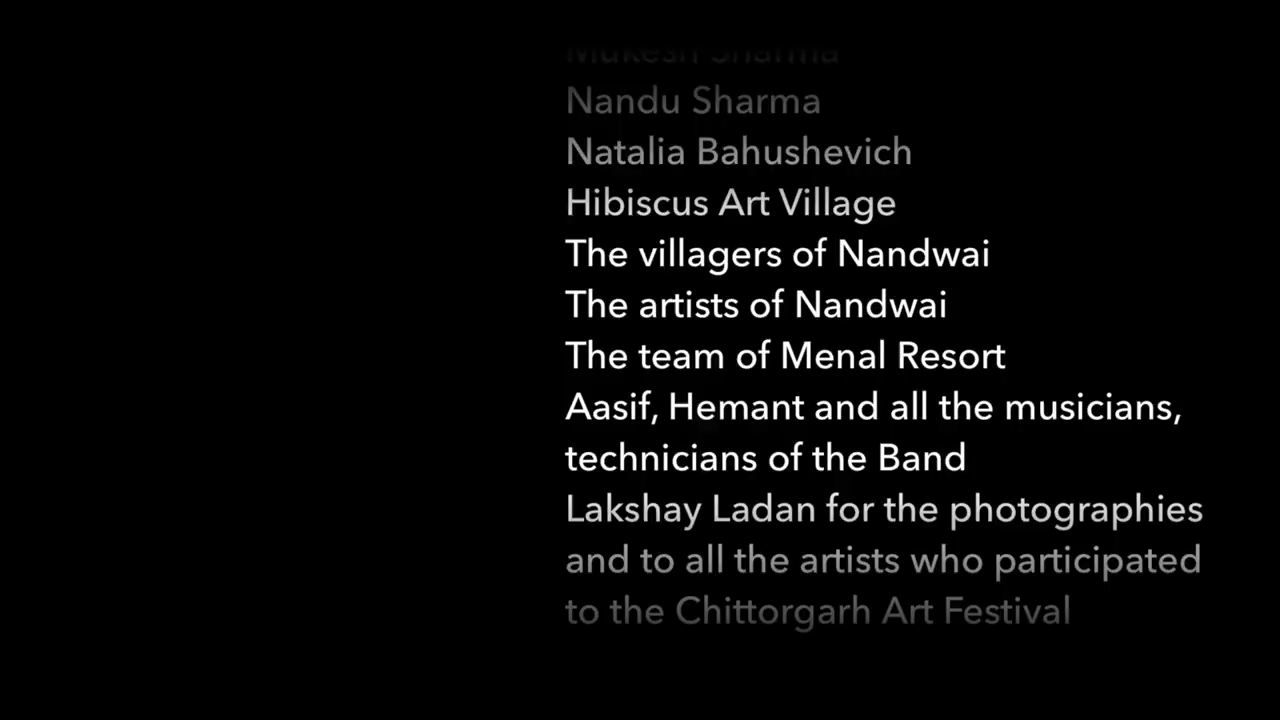 Mukesh Sharma
Nandu Sharma
Natalia Bahushevich
Hibiscus Art Village
The villagers of Nandwai
The artists of Nandwai
The team of Menal Resort
Aasif, Hemant and all the musicians,
technicians of the Band
Lakshay Ladan for the photographies
and to all the artists who participated
to the Chittorgarh Art Festival